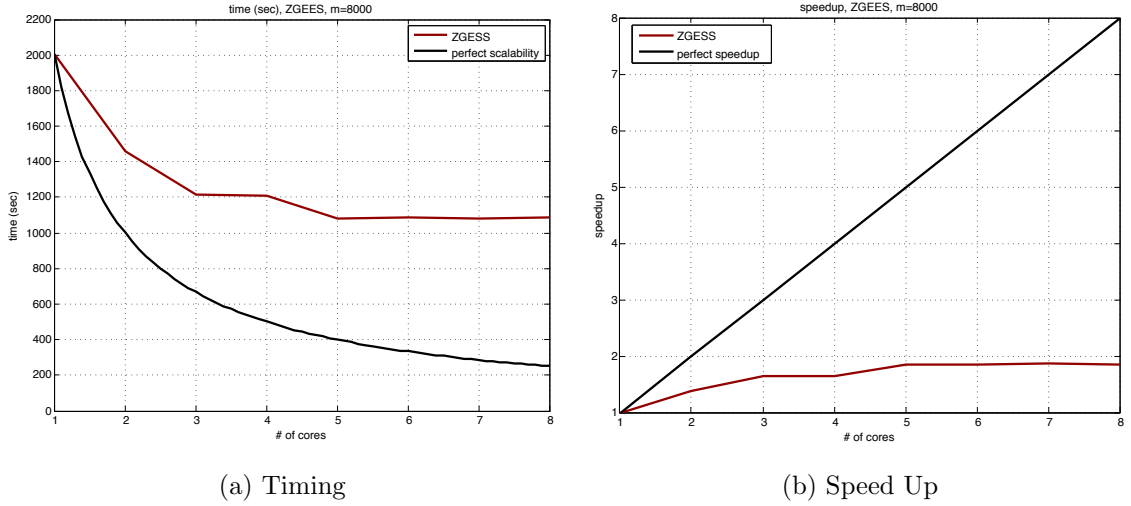 time (sec), ZGEES, m=8000
2200
2000
1800
1600
1400
1200
1000
800
600
400
200
0
time (sec)
ZGESS
perfect scalability
1 2 3 4 5 6 7 8
# of cores
(a) Timing
speedup, ZGEES, m=8000
8
7
6
5
4
3
2
1
speedup
ZGESS
perfect speedup
1 2 3 4 5 6 7 8
# of cores
(b) Speed Up